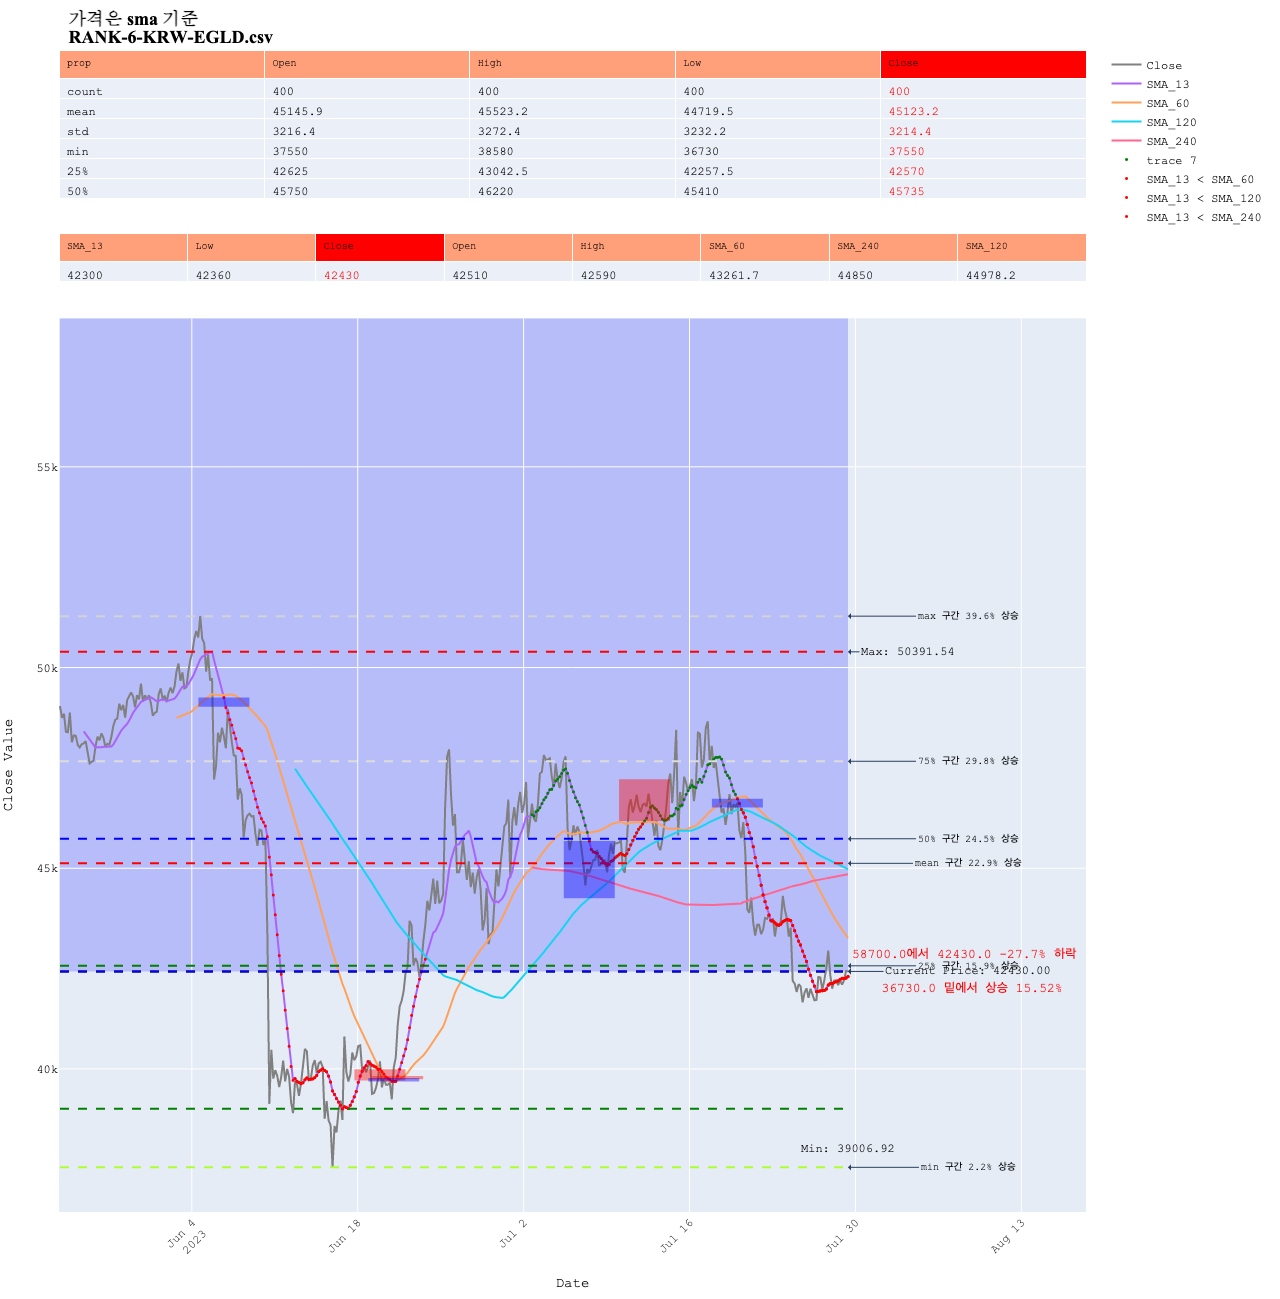 가격은 sma 기준
RANK-6-KRW-EGLD.csv
prop Open High Low Close
count 400 400 400 400
mean 45145.9 45523.2 44719.5 45123.2
std 3216.4 3272.4 3232.2 3214.4
min 37550 38580 36730 37550
25% 42625 43042.5 42257.5 42570
50% 45750 46220 45410 45735
SMA_13 Low Close Open High SMA_60 SMA_240 SMA_120
42300 42360 42430 42510 42590 43261.7 44850 44978.2
Close
SMA_13
SMA_60
SMA_120
SMA_240
trace 7
SMA_13 < SMA_60
SMA_13 < SMA_120
SMA_13 < SMA_240
55k
50k
45k
40k
Close Value
max 구간 39.6% 상승
Max: 50391.54
75% 구간 29.8% 상승
50% 구간 24.5% 상승
mean 구간 22.9% 상승
58700.0에서 42430.0 -27.7% 하락
25% 구간 15.9% 상승
Current Price: 42430.00
36730.0 밑에서 상승 15.52%
Min: 39006.92
min 구간 2.2% 상승
Jun 4
2023
Jun 18
Jul 2
Jul 16
Jul 30
Aug 13
Date